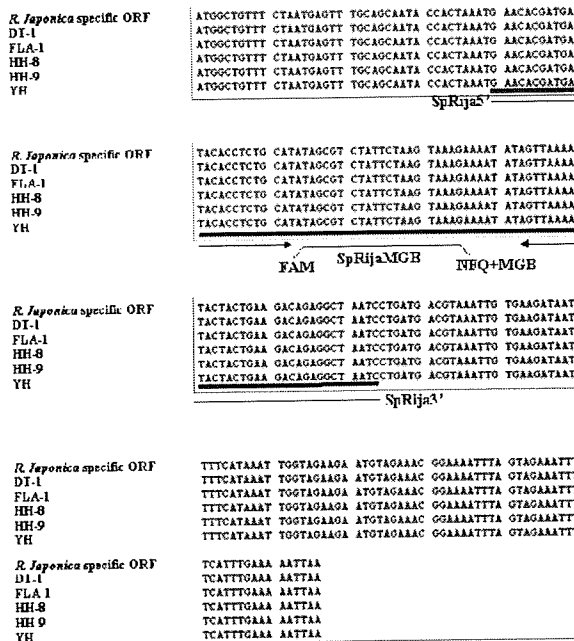 R. Japonica specific ORF ATGGCTGTTT CTAATGAGTT TGCAGCAATA CCACTAAATG AACACGATGA
DT-1 ATGGCTGTTT CTAATGAGTT TGCAGCAATA CCACTAAATG AACACGATGA
FLA-1 ATGGCTGTTT CTAATGAGTT TGCAGCAATA CCACTAAATG AACACGATGA
HH-8 ATGGCTGTTT CTAATGAGTT TGCAGCAATA CCACTAAATG AACACGATGA
HH-9 ATGGCTGTTT CTAATGAGTT TGCAGCAATA CCACTAAATG AACACGATGA
YH ATGGCTGTTT CTAATGAGTT TGCAGCAATA CCACTAAATG AACACGATGA
SpRija5'
R. Japonica specific ORF TACACCTCTG CATATAGCGT CTATTCTAAG TAAAGAAAAT ATAGTTAAAA
DT-1 TACACCTCTG CATATAGCGT CTATTCTAAG TAAAGAAAAT ATAGTTAAAA
FLA-1 TACACCTCTG CATATAGCGT CTATTCTAAG TAAAGAAAAT ATAGTTAAAA
HH-8 TACACCTCTG CATATAGCGT CTATTCTAAG TAAAGAAAAT ATAGTTAAAA
HH-9 TACACCTCTG CATATAGCGT CTATTCTAAG TAAAGAAAAT ATAGTTAAAA
YH TACACCTCTG CATATAGCGT CTATTCTAAG TAAAGAAAAT ATAGTTAAAA
FAM SpRijaMGB NFQ+MGB
R. Japonica specific ORF TACTACTGAA GACAGAGGCT AATCCTGATG ACGTAAATTG TGAAGATAAT
DT-1 TACTACTGAA GACAGAGGCT AATCCTGATG ACGTAAATTG TGAAGATAAT
FLA-1 TACTACTGAA GACAGAGGCT AATCCTGATG ACGTAAATTG TGAAGATAAT
HH-8 TACTACTGAA GACAGAGGCT AATCCTGATG ACGTAAATTG TGAAGATAAT
HH-9 TACTACTGAA GACAGAGGCT AATCCTGATG ACGTAAATTG TGAAGATAAT
YH TACTACTGAA GACAGAGGCT AATCCTGATG ACGTAAATTG TGAAGATAAT
SpRija3'
R. Japonica specific ORF TTTCATAAAT TGGTAGAAGA ATGTAGAAAC GGAAAATTTA GTAGAAATTT
DT-1 TTTCATAAAT TGGTAGAAGA ATGTAGAAAC GGAAAATTTA GTAGAAATTT
FLA-1 TTTCATAAAT TGGTAGAAGA ATGTAGAAAC GGAAAATTTA GTAGAAATTT
HH-8 TTTCATAAAT TGGTAGAAGA ATGTAGAAAC GGAAAATTTA GTAGAAATTT
HH-9 TTTCATAAAT TGGTAGAAGA ATGTAGAAAC GGAAAATTTA GTAGAAATTT
YH TTTCATAAAT TGGTAGAAGA ATGTAGAAAC GGAAAATTTA GTAGAAATTT
R. Japonica specific ORF TCATTTGAAA AATTAA
DT-1 TCATTTGAAA AATTAA
FLA 1 TCATTTGAAA AATTAA
HH-8 TCATTTGAAA AATTAA
HH 9 TCATTTGAAA AATTAA
YH TCATTTGAAA AATTAA